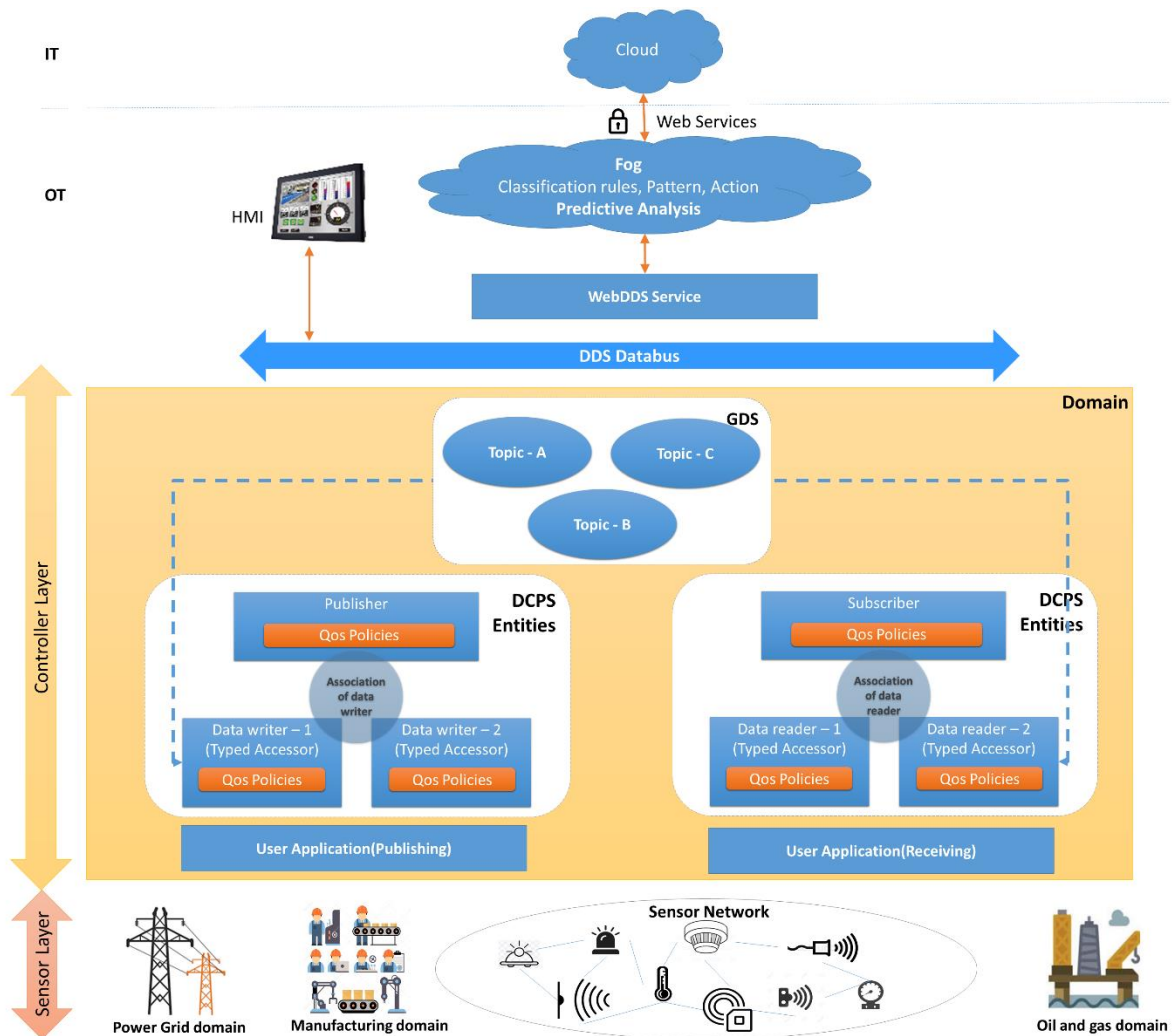 IT
Cloud
Web Services
OT
Fog
Classification rules, Pattern, Action
Predictive Analysis
HMI
WebDDS Service
DDS Databus
Domain
GDS
Topic - A
Topic - C
Topic - B
Controller Layer
DCPS
Entities
Publisher
Qos Policies
Association
of data
writer
Data writer – 1
(Typed Accessor)
Qos Policies
Data writer – 2
(Typed Accessor)
Qos Policies
User Application(Publishing)
DCPS
Entities
Subscriber
Qos Policies
Association
of data
reader
Data reader – 1
(Typed Accessor)
Qos Policies
Data reader – 2
(Typed Accessor)
Qos Policies
User Application(Receiving)
Sensor Layer
Sensor Network
Power Grid domain
Manufacturing domain
Oil and gas domain